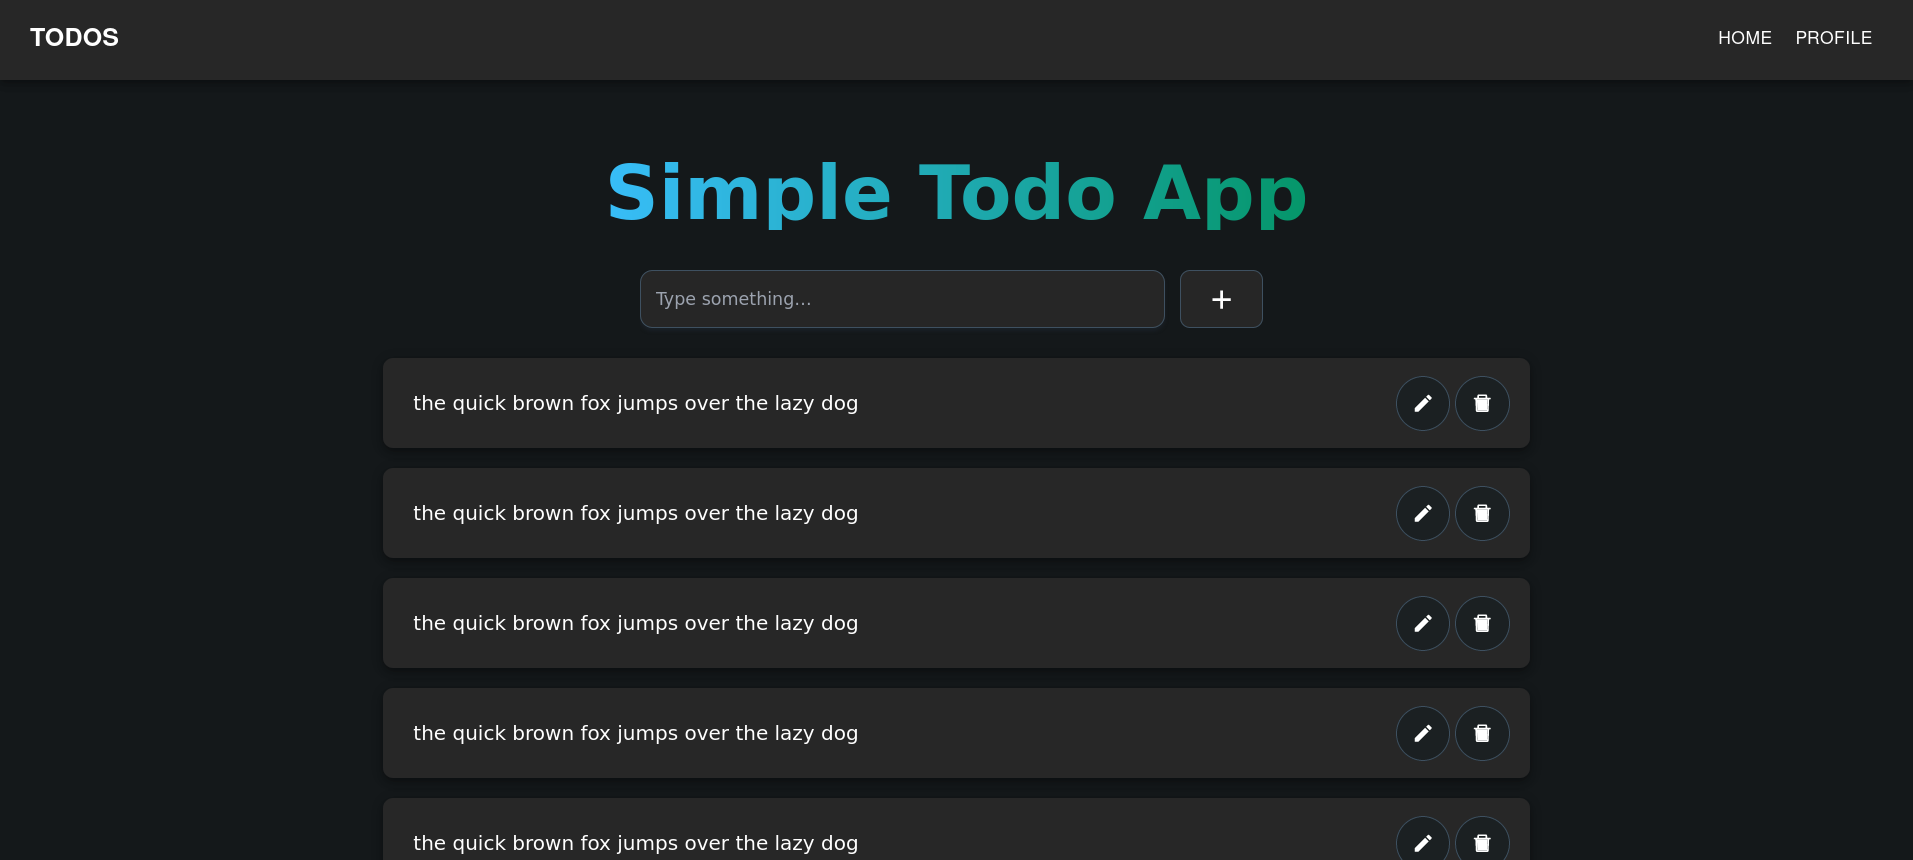 TODOS
HOME PROFILE
Simple Todo App
Type something...
the quick brown fox jumps over the lazy dog
the quick brown fox jumps over the lazy dog
the quick brown fox jumps over the lazy dog
the quick brown fox jumps over the lazy dog
the quick brown fox jumps over the lazy dog